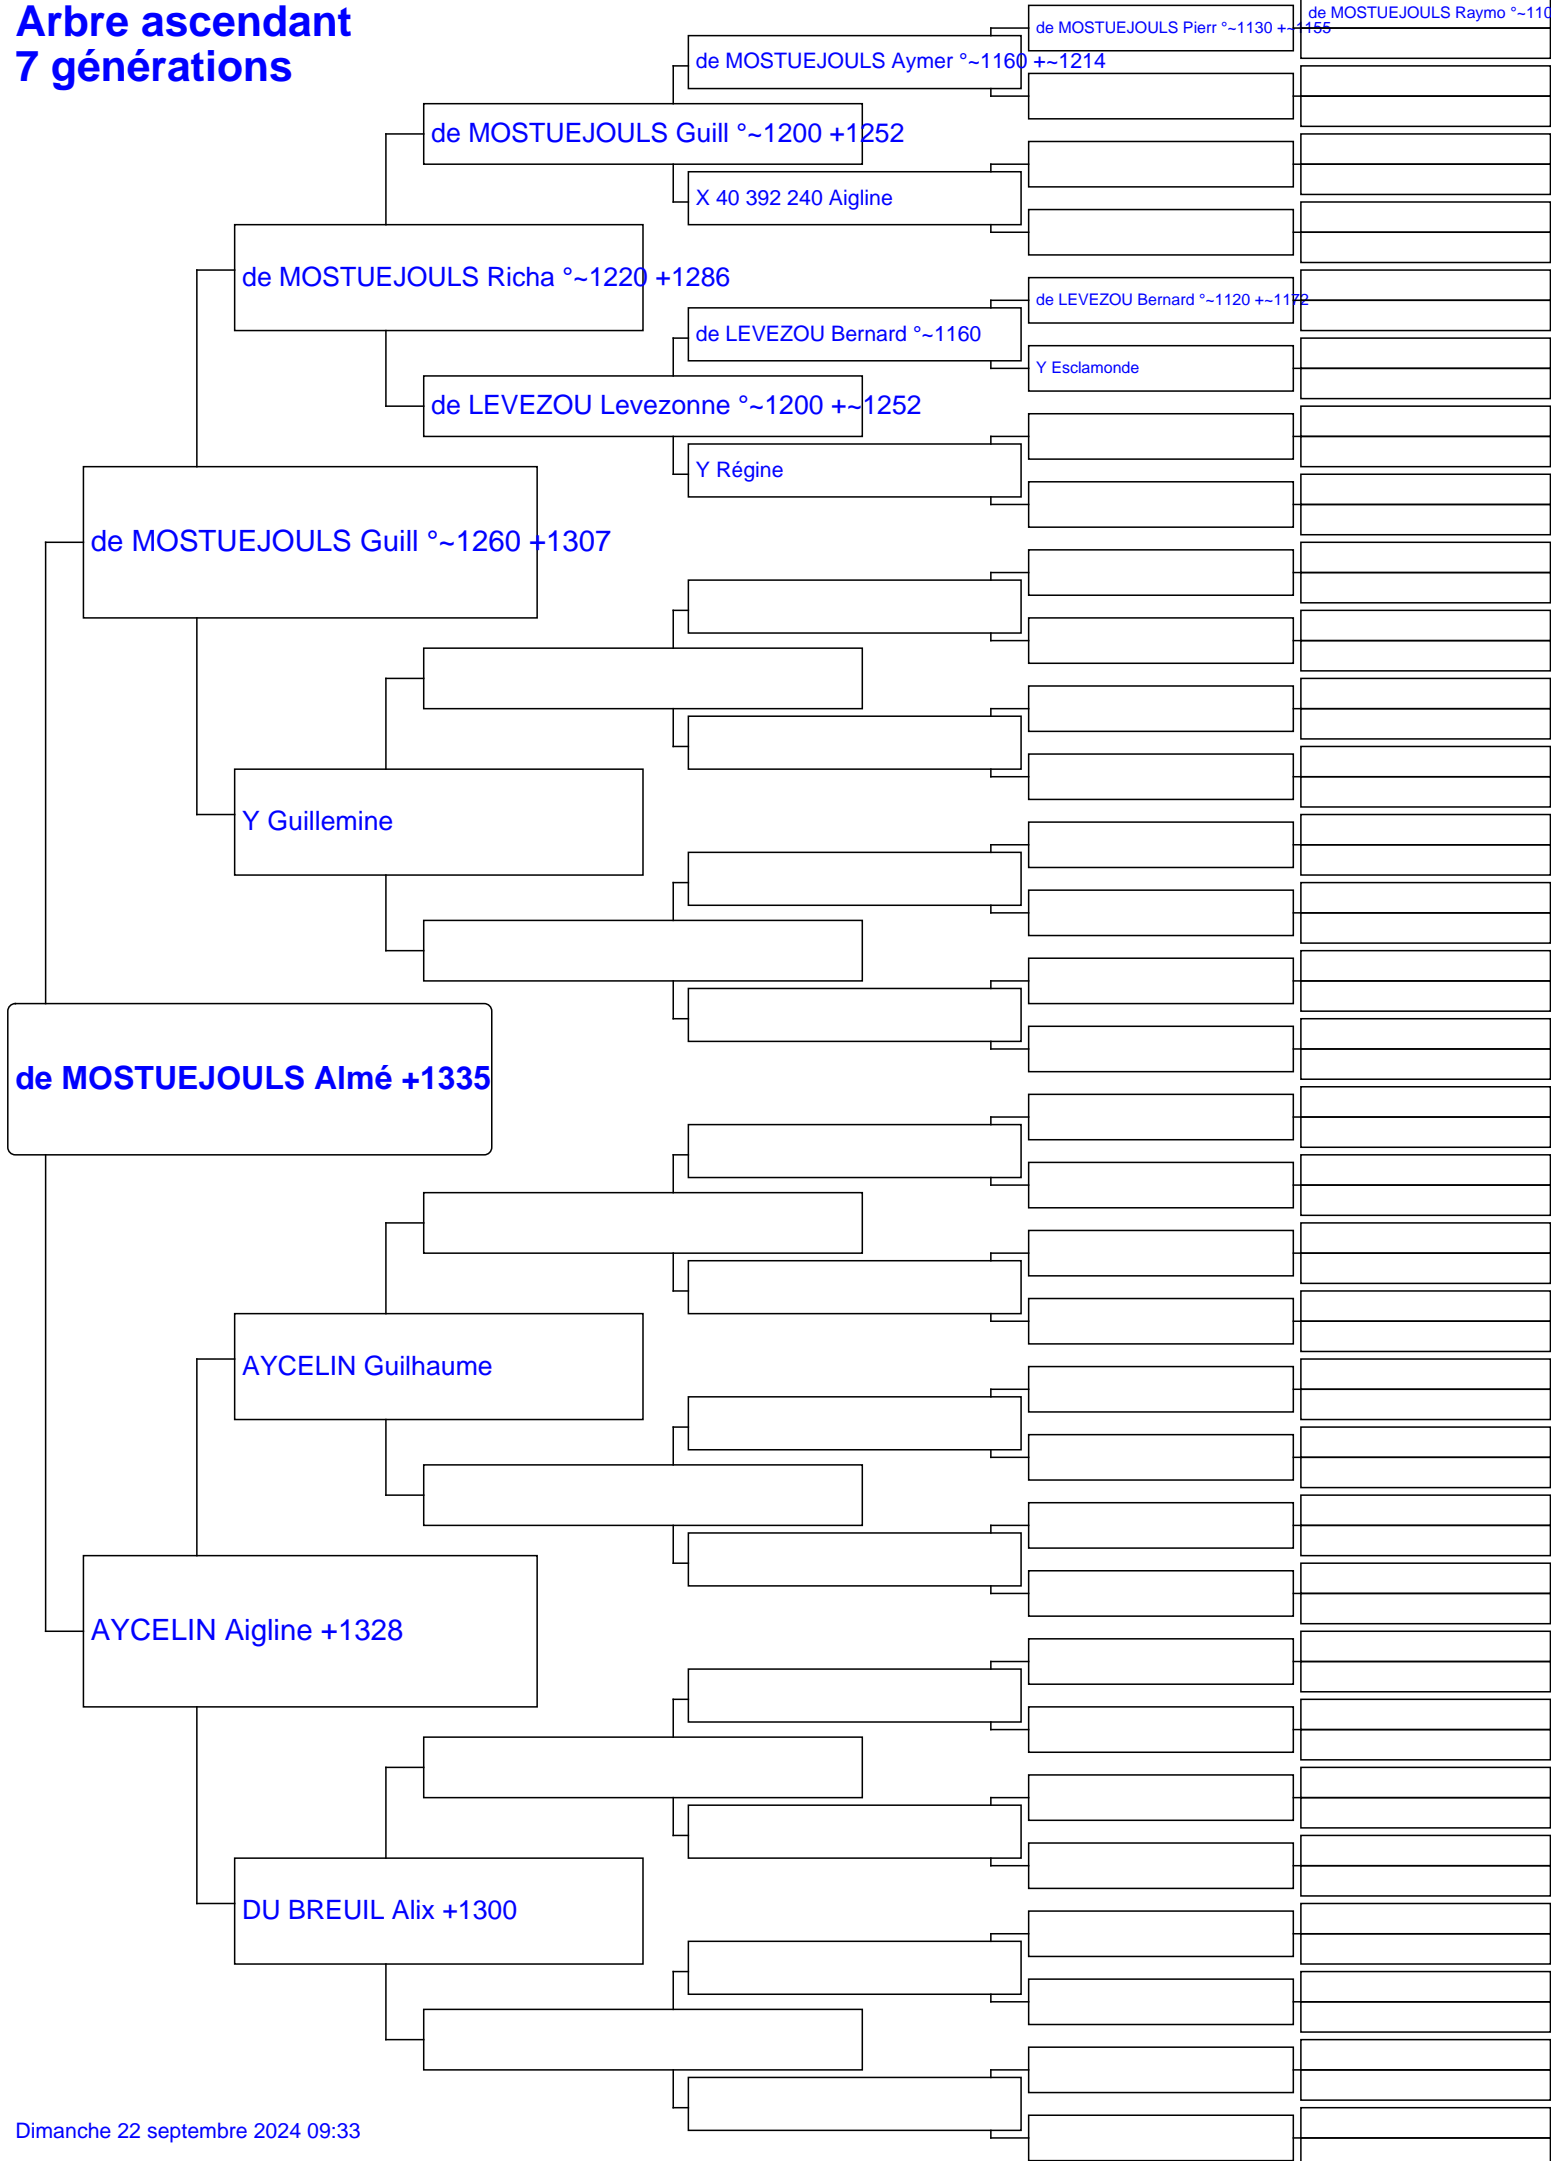 Arbre ascendant
7 générations
de MOSTUEJOULS Raymo °~110
de MOSTUEJOULS Pierr °~1130 +~1155
de MOSTUEJOULS Aymer °~1160 +~1214
de MOSTUEJOULS Guill °~1200 +1252
X 40 392 240 Aigline
de MOSTUEJOULS Richa °~1220 +1286
de LEVEZOU Bernard °~1120 +~1172
de LEVEZOU Bernard °~1160
Y Esclamonde
de LEVEZOU Levezonne °~1200 +~1252
Y Régine
de MOSTUEJOULS Guill °~1260 +1307
Y Guillemine
de MOSTUEJOULS Almé +1335
AYCELIN Guilhaume
AYCELIN Aigline +1328
DU BREUIL Alix +1300
Dimanche 22 septembre 2024 09:33